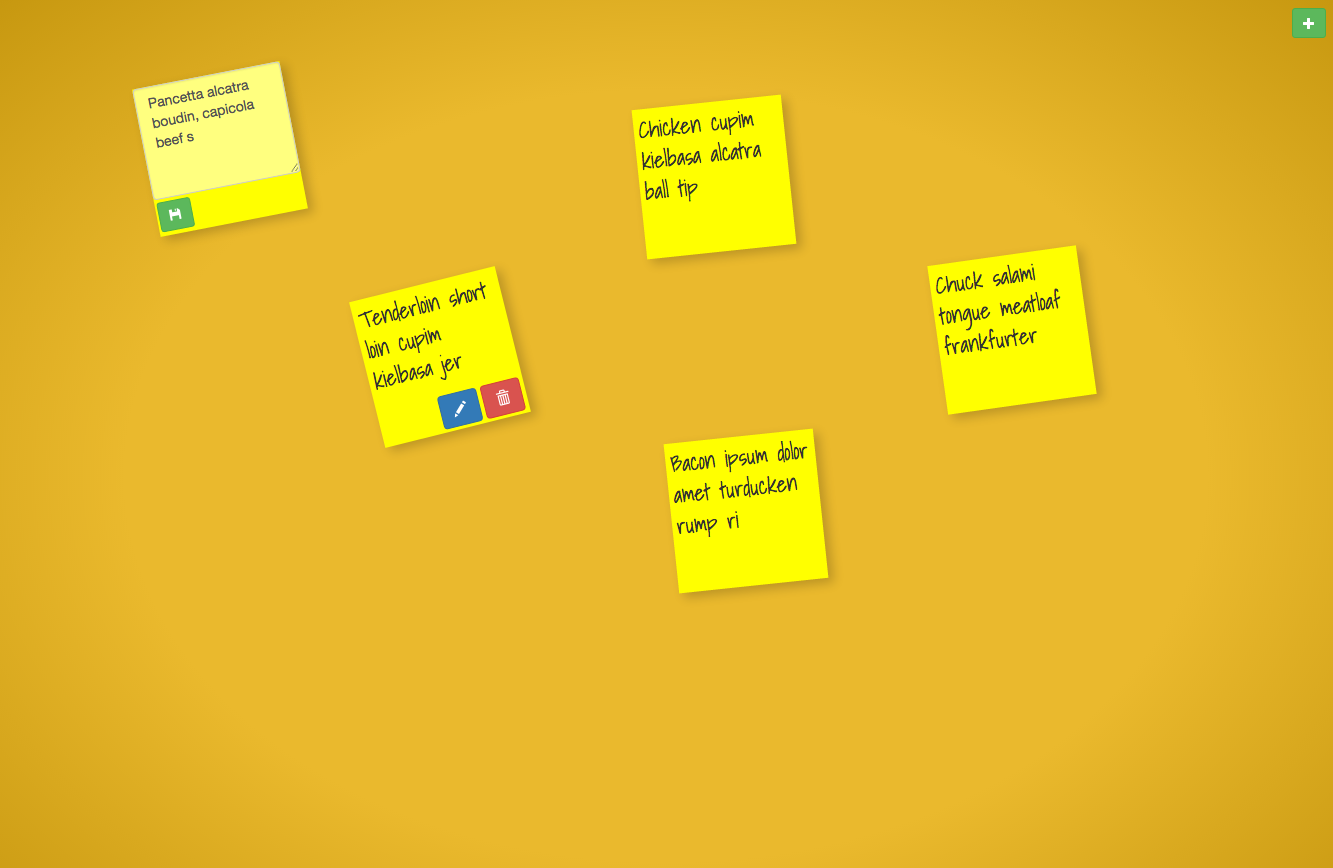 Pancetta alcatra
boudin, capicola
beef s
Chicken cupim
kielbasa alcatra
ball tip
Tenderloin short
loin cupim
kielbasa jer
Chuck salami
tongue meatloaf
frankfurter
Bacon ipsum dolor
amet turducken
rump ri